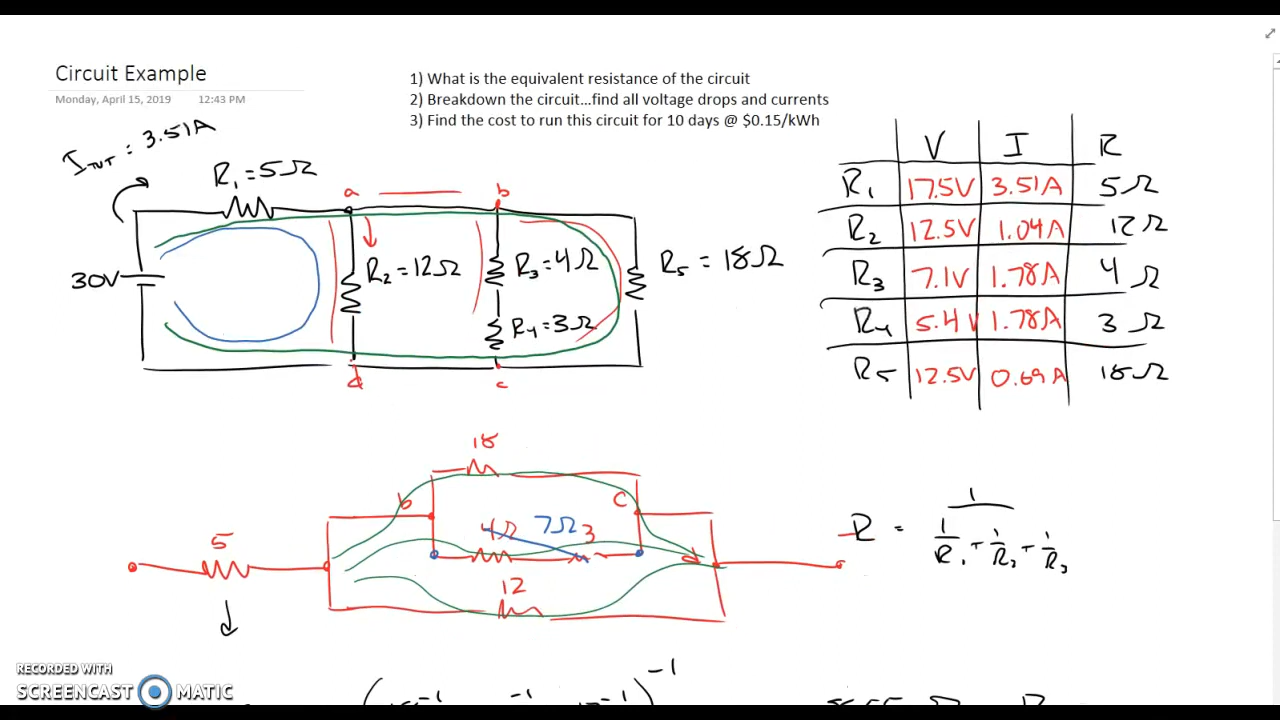 Circuit Example
Monday, April 15, 2019 12:43 PM
1) What is the equivalent resistance of the circuit
2) Breakdown the circuit...find all voltage drops and currents
3) Find the cost to run this circuit for 10 days @ $0.15/kWh
I TOT = 3.51A
R1 = 5Ω
a
b
30V
R2 = 12Ω
R3 = 4Ω
R5 = 18Ω
R4 = 3Ω
d
c
V I R
R1 17.5V 3.51A 5Ω
R2 12.5V 1.04A 12Ω
R3 7.1V 1.78A 4Ω
R4 5.4V 1.78A 3Ω
R5 12.5V 0.69A 18Ω
18
b
c
4Ω 7Ω 3
5
d
12
R = 1 / (1/R1 + 1/R2 + 1/R3)
RECORDED WITH
SCREENCAST MATIC